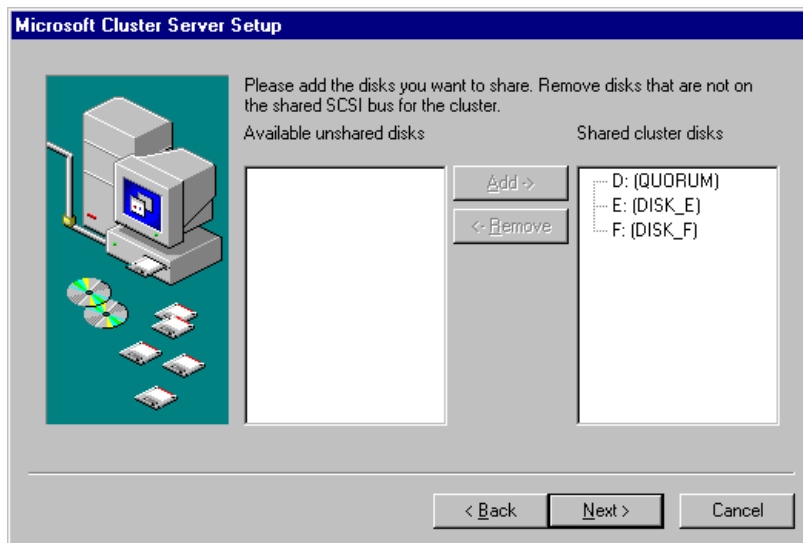 Microsoft Cluster Server Setup
Please add the disks you want to share. Remove disks that are not on
the shared SCSI bus for the cluster.
Available unshared disks
Shared cluster disks
Add ->
<- Remove
D: (QUORUM)
E: (DISK_E)
F: (DISK_F)
< Back
Next >
Cancel